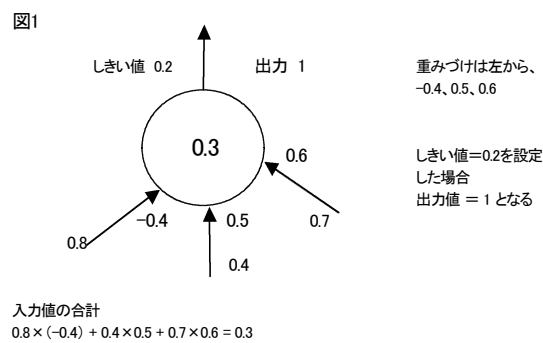 図1
しきい値 0.2
出力 1
重みづけは左から、
-0.4、0.5、0.6
0.3
0.6
しきい値=0.2を設定
した場合
出力値 = 1 となる
-0.4
0.5
0.7
0.8
0.4
入力値の合計
0.8×(-0.4) + 0.4×0.5 + 0.7×0.6 = 0.3